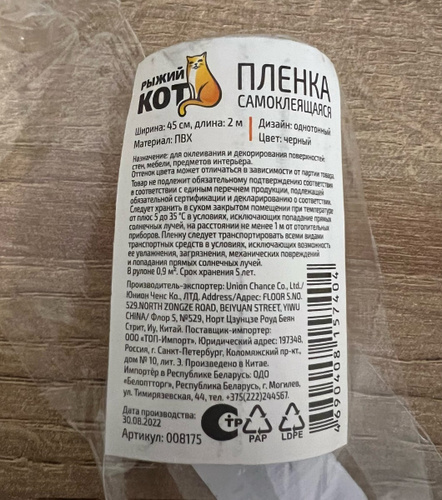 РЫЖИЙ
КОТ
ПЛЕНКА
САМОКЛЕЯЩАЯСЯ
Ширина: 45 см, длина: 2 м
Материал: ПВХ
Дизайн: однотонный
Цвет: черный
Назначение: для оклеивания и декорирования поверхностей:
стен, мебели, предметов интерьера.
Оттенок цвета может отличаться в зависимости от партии товара.
Товар не подлежит обязательному подтверждению соответствия
в соответствии с единым перечнем продукции, подлежащей
обязательной сертификации и декларированию о соответствии.
Следует хранить в сухом закрытом помещении при температуре
от плюс 5 до 35 °С в условиях, исключающих попадание прямых
солнечных лучей, на расстоянии не менее 1 м от отопительных
приборов. Пленку следует транспортировать всеми видами
транспортных средств в условиях, исключающих возможность
ее увлажнения, загрязнения, механических повреждений
и попадания прямых солнечных лучей.
В рулоне 0,9 м². Срок хранения 5 лет.
Производитель-экспортер: Union Chance Co., Ltd./
Юнион Ченс Ко., ЛТД. Address/Адрес: FLOOR 5.NO.
529.NORTH ZONGZE ROAD, BEIYUAN STREET, YIWU
CHINA/ Флор 5, №529, Норт Цзунцзе Роуд Беян
Стрит, Иу, Китай. Поставщик-импортер:
ООО «ТОП-Импорт». Юридический адрес: 197348,
Россия, г. Санкт-Петербург, Коломяжский пр-кт,
дом № 10, лит. Э. Произведено в Китае.
Импортёр в Республике Беларусь: ОДО
«Белоптторг», Республика Беларусь, г. Могилев,
ул. Тимирязевская, 44, тел. +375(222)244567.
Дата производства:
30.08.2022
Артикул: 008175
СТР
PAP
LDPE
4690408157404